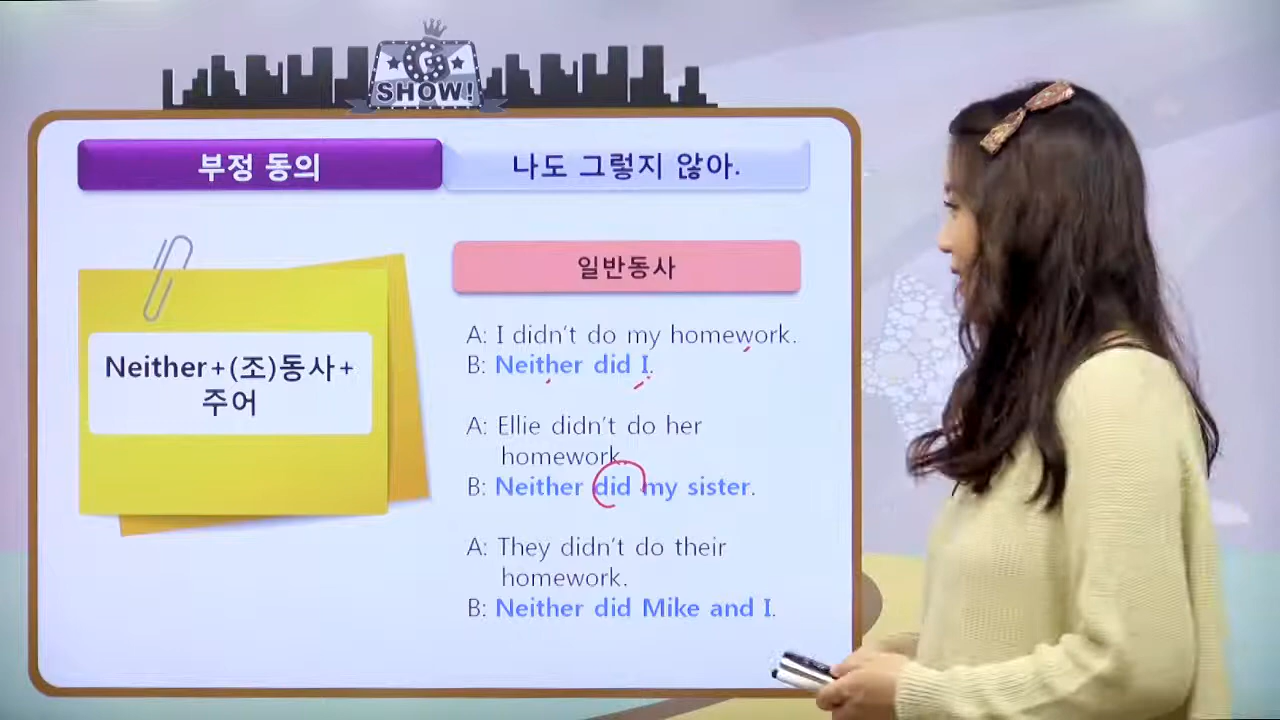 G
SHOW!
부정 동의
나도 그렇지 않아.
Neither+(조)동사+
주어
일반동사
A: I didn't do my homework.
B: Neither did I.
A: Ellie didn't do her
homework.
B: Neither did my sister.
A: They didn't do their
homework.
B: Neither did Mike and I.